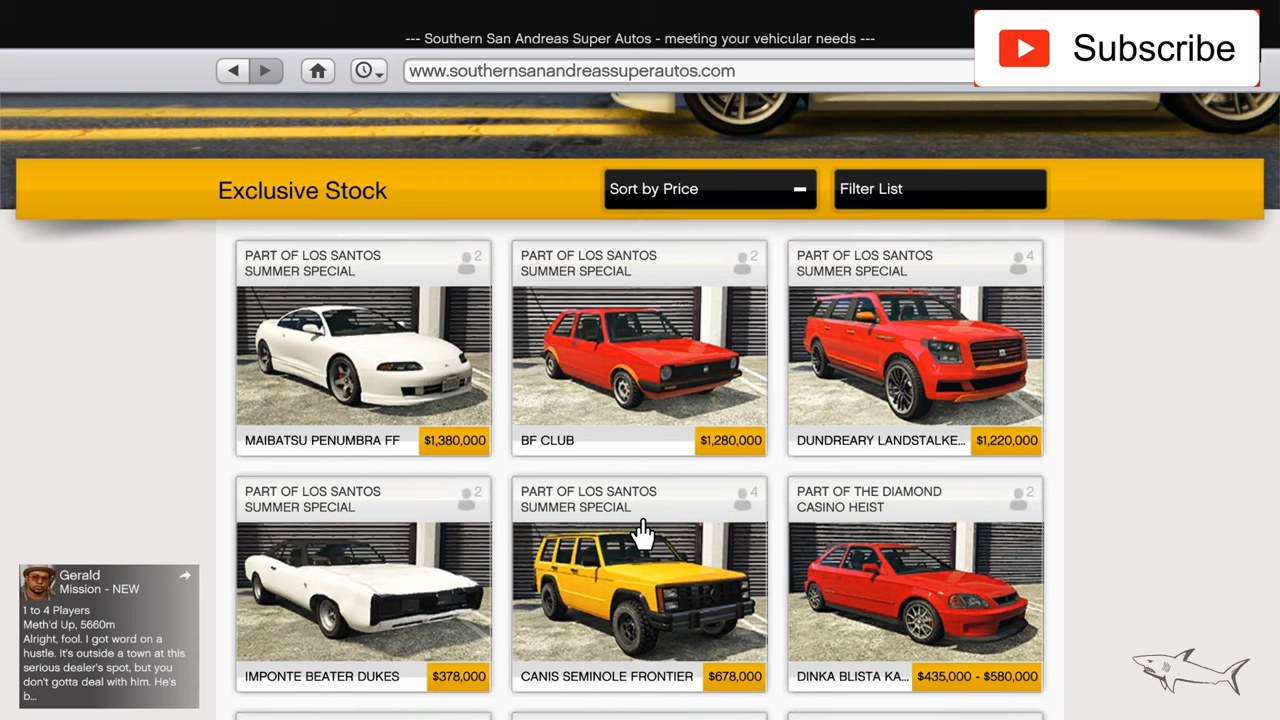 --- Southern San Andreas Super Autos - meeting your vehicular needs ---
Subscribe
www.southernsanandreassuperautos.com
Exclusive Stock
Sort by Price
Filter List
PART OF LOS SANTOS
SUMMER SPECIAL
2
MAIBATSU PENUMBRA FF
$1,380,000
PART OF LOS SANTOS
SUMMER SPECIAL
2
BF CLUB
$1,280,000
PART OF LOS SANTOS
SUMMER SPECIAL
4
DUNDREARY LANDSTALKE...
$1,220,000
PART OF LOS SANTOS
SUMMER SPECIAL
2
IMPONTE BEATER DUKES
$378,000
PART OF LOS SANTOS
SUMMER SPECIAL
4
CANIS SEMINOLE FRONTIER
$678,000
PART OF THE DIAMOND
CASINO HEIST
2
DINKA BLISTA KA...
$435,000 - $580,000
Gerald
Mission - NEW
1 to 4 Players
Meth'd Up, 5660m
Alright, fool. I got word on a
hustle. It's outside a town at this
serious dealer's spot, but you
don't gotta deal with him. He's
b...